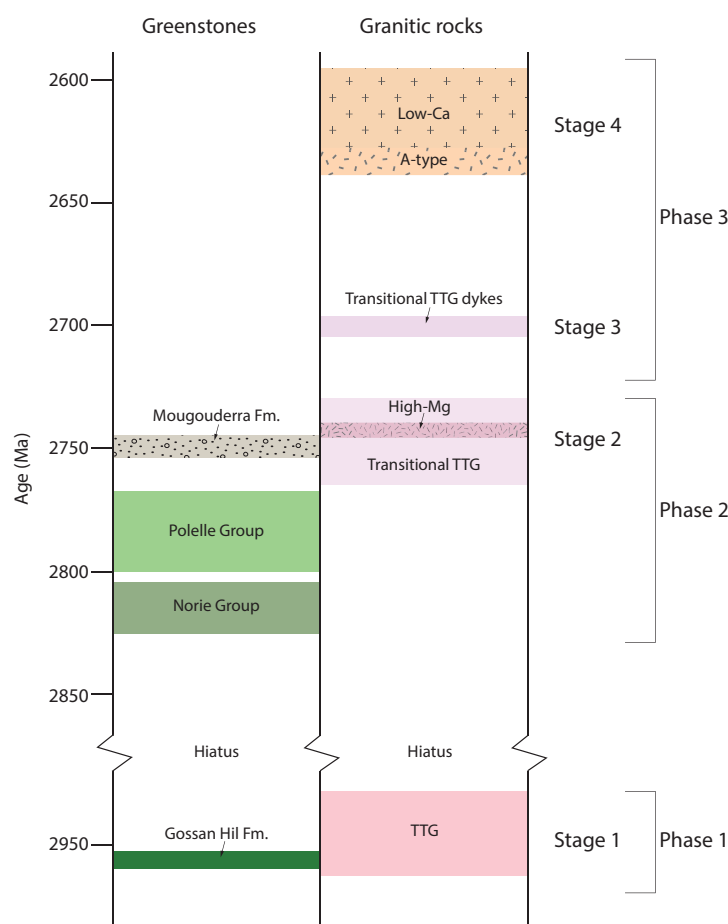 Greenstones
Granitic rocks
Age (Ma)
2600
Low-Ca
Stage 4
A-type
2650
Phase 3
Transitional TTG dykes
2700
Stage 3
High-Mg
Mougouderra Fm.
Stage 2
2750
Transitional TTG
Phase 2
Polelle Group
2800
Norie Group
2850
Hiatus
Hiatus
TTG
Gossan Hil Fm.
Stage 1
Phase 1
2950